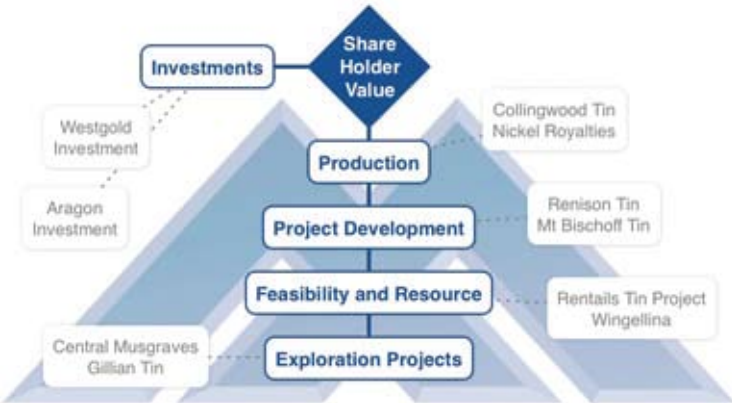 Share
Holder
Value
Investments
Westgold
Investment
Aragon
Investment
Collingwood Tin
Nickel Royalties
Production
Renison Tin
Mt Bischoff Tin
Project Development
Feasibility and Resource
Rentails Tin Project
Wingellina
Central Musgraves
Gillian Tin
Exploration Projects